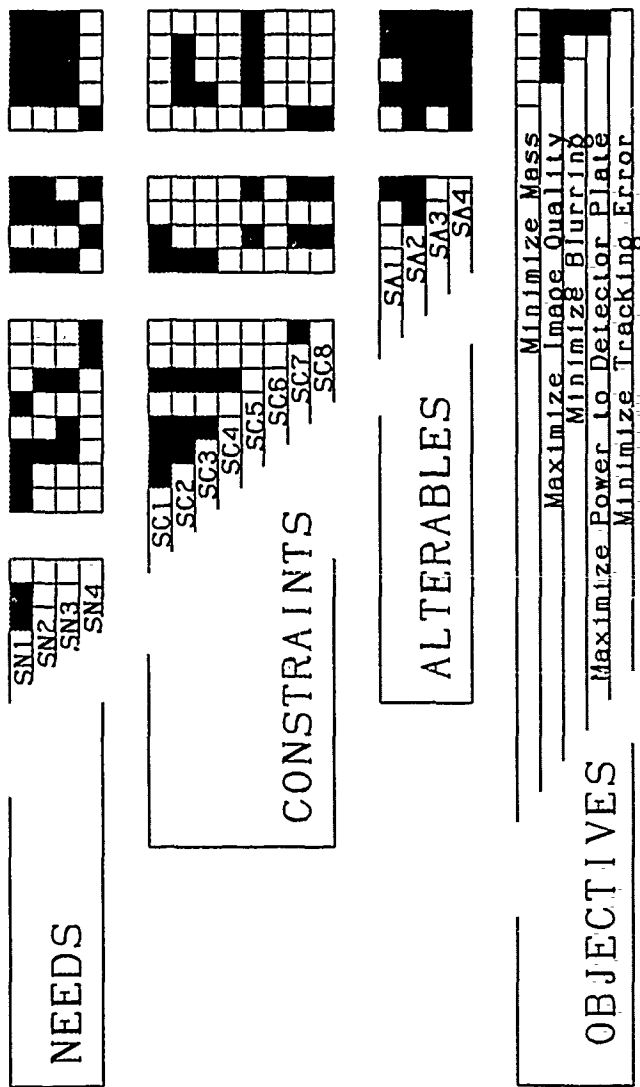 NEEDS
SN1
SN2
SN3
SN4
CONSTRAINTS
SC1
SC2
SC3
SC4
SC5
SC6
SC7
SC8
ALTERABLES
SA1
SA2
SA3
SA4
OBJECTIVES
Minimize Mass
Maximize Image Quality
Minimize Blurring
Maximize Power to Detector Plate
Minimize Tracking Error